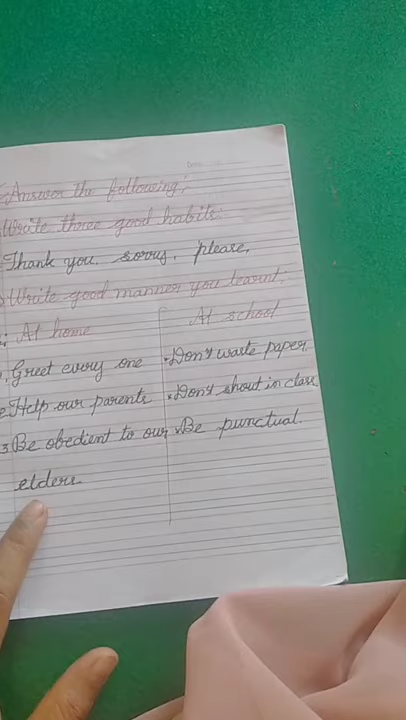 Answer the following:
Write three good habits:
Thank you, sorry, please.
Write good manner you learnt:
At home
At school
Greet every one
Don't waste paper.
Help our parents
Don't shout in class
3 Be obedient to our
Be punctual.
elders